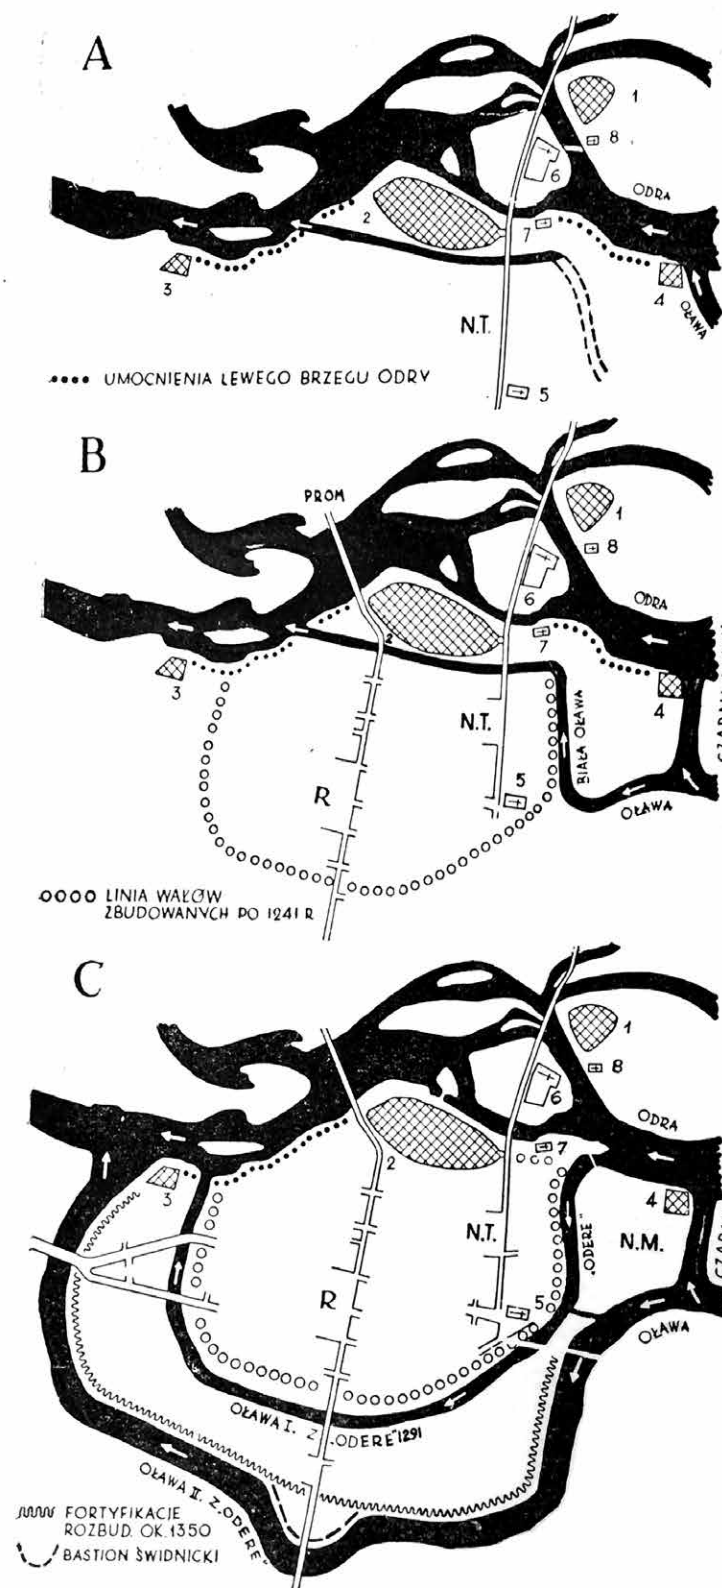 A
1
8
6
ODRA
2
7
3
4
OŁAWA
N.T.
5
•••• UMOCNIENIA LEWEGO BRZEGU ODRY
B
PROM
1
8
6
ODRA
2
7
3
4
N.T.
BIAŁA OŁAWA
5
R
OŁAWA
OOOO LINIA WAŁÓW
ZBUDOWANYCH PO 1241 R
C
1
8
6
ODRA
7
2
3
4
N.T.
"ODERE"
N.M.
5
R
OŁAWA
OŁAWA I. Z "ODERE" 1291
OŁAWA II. Z "ODERE"
FORTYFIKACJE
ROZBUD. OK. 1350
BASTION ŚWIDNICKI